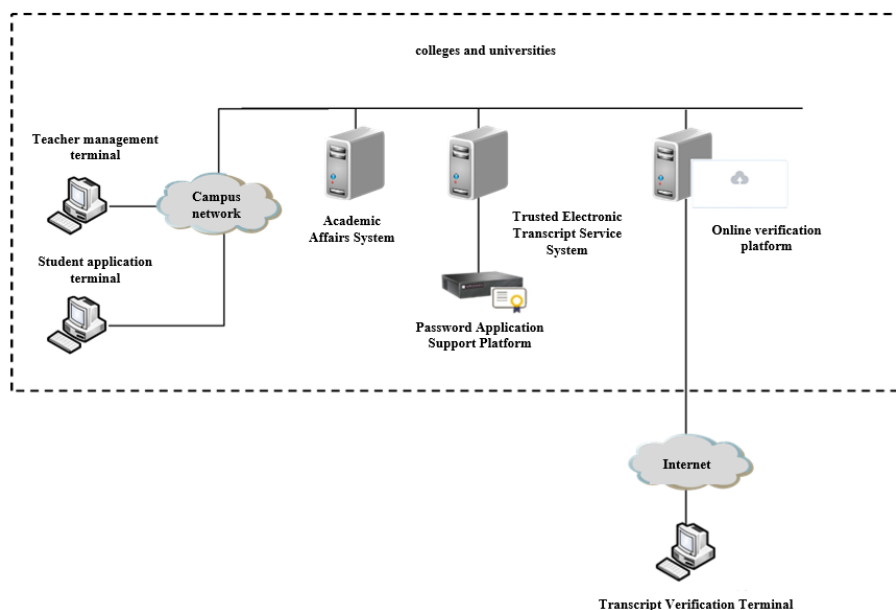 colleges and universities
Teacher management
terminal
Campus
network
Student application
terminal
Academic
Affairs System
Trusted Electronic
Transcript Service
System
Online verification
platform
Password Application
Support Platform
Internet
Transcript Verification Terminal